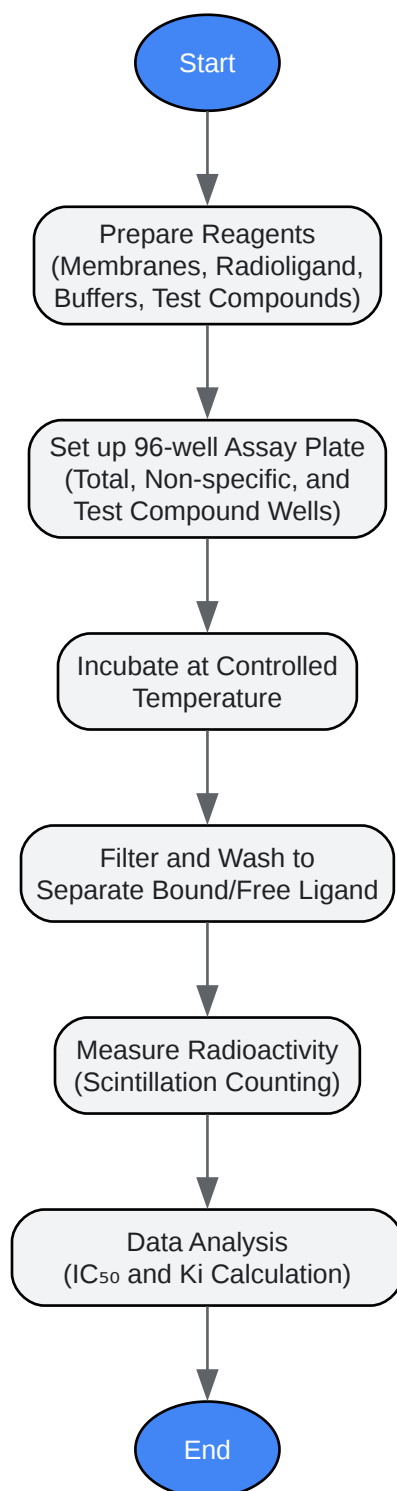 Start
Prepare Reagents
(Membranes, Radioligand,
Buffers, Test Compounds)
Set up 96-well Assay Plate
(Total, Non-specific, and
Test Compound Wells)
Incubate at Controlled
Temperature
Filter and Wash to
Separate Bound/Free Ligand
Measure Radioactivity
(Scintillation Counting)
Data Analysis
(IC₅₀ and Ki Calculation)
End